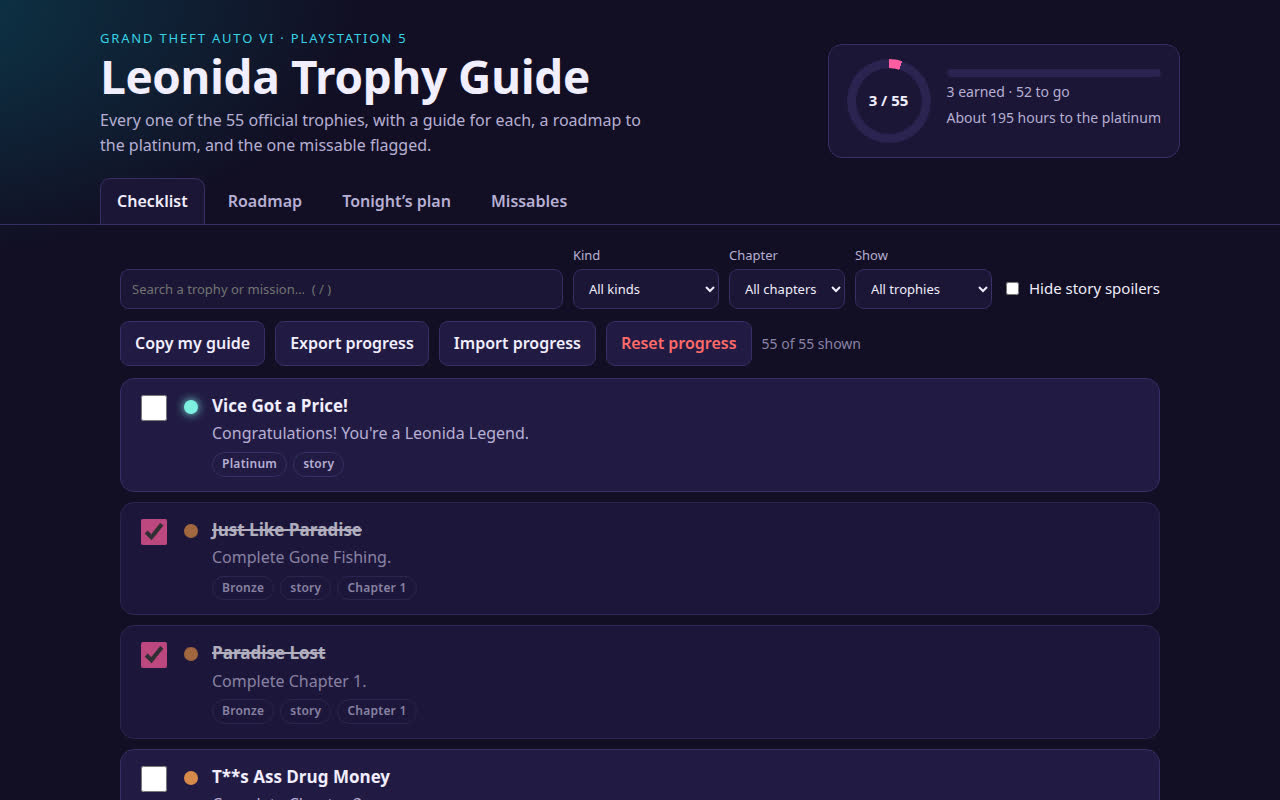 GRAND THEFT AUTO VI · PLAYSTATION 5
Leonida Trophy Guide
Every one of the 55 official trophies, with a guide for each, a roadmap to
the platinum, and the one missable flagged.
3 / 55
3 earned · 52 to go
About 195 hours to the platinum
Checklist
Roadmap
Tonight’s plan
Missables
Kind
Chapter
Show
Search a trophy or mission… ( / )
All kinds
All chapters
All trophies
Hide story spoilers
Copy my guide
Export progress
Import progress
Reset progress
55 of 55 shown
Vice Got a Price!
Congratulations! You're a Leonida Legend.
Platinum
story
Just Like Paradise
Complete Gone Fishing.
Bronze
story
Chapter 1
Paradise Lost
Complete Chapter 1.
Bronze
story
Chapter 1
T**s Ass Drug Money